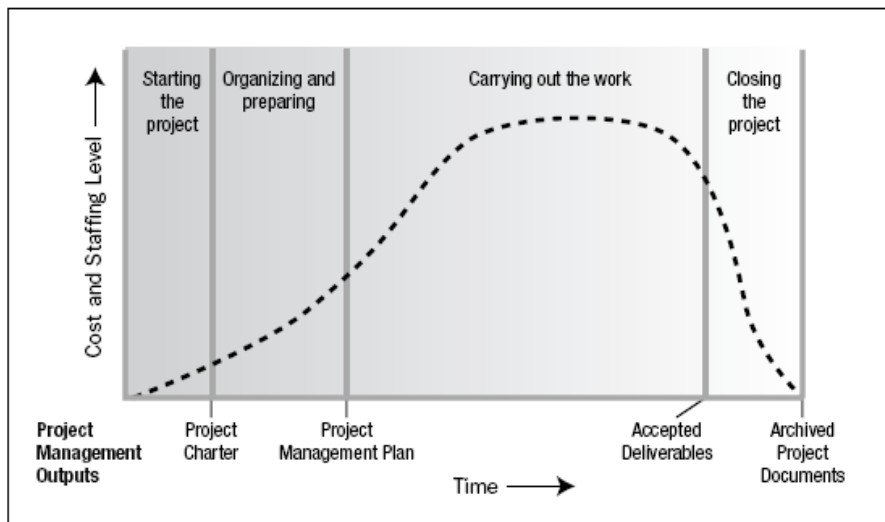 Starting
the
project
Organizing and
preparing
Carrying out the work
Closing
the
project
Cost and Staffing Level
Project
Management
Outputs
Project
Charter
Project
Management Plan
Accepted
Deliverables
Archived
Project
Documents
Time